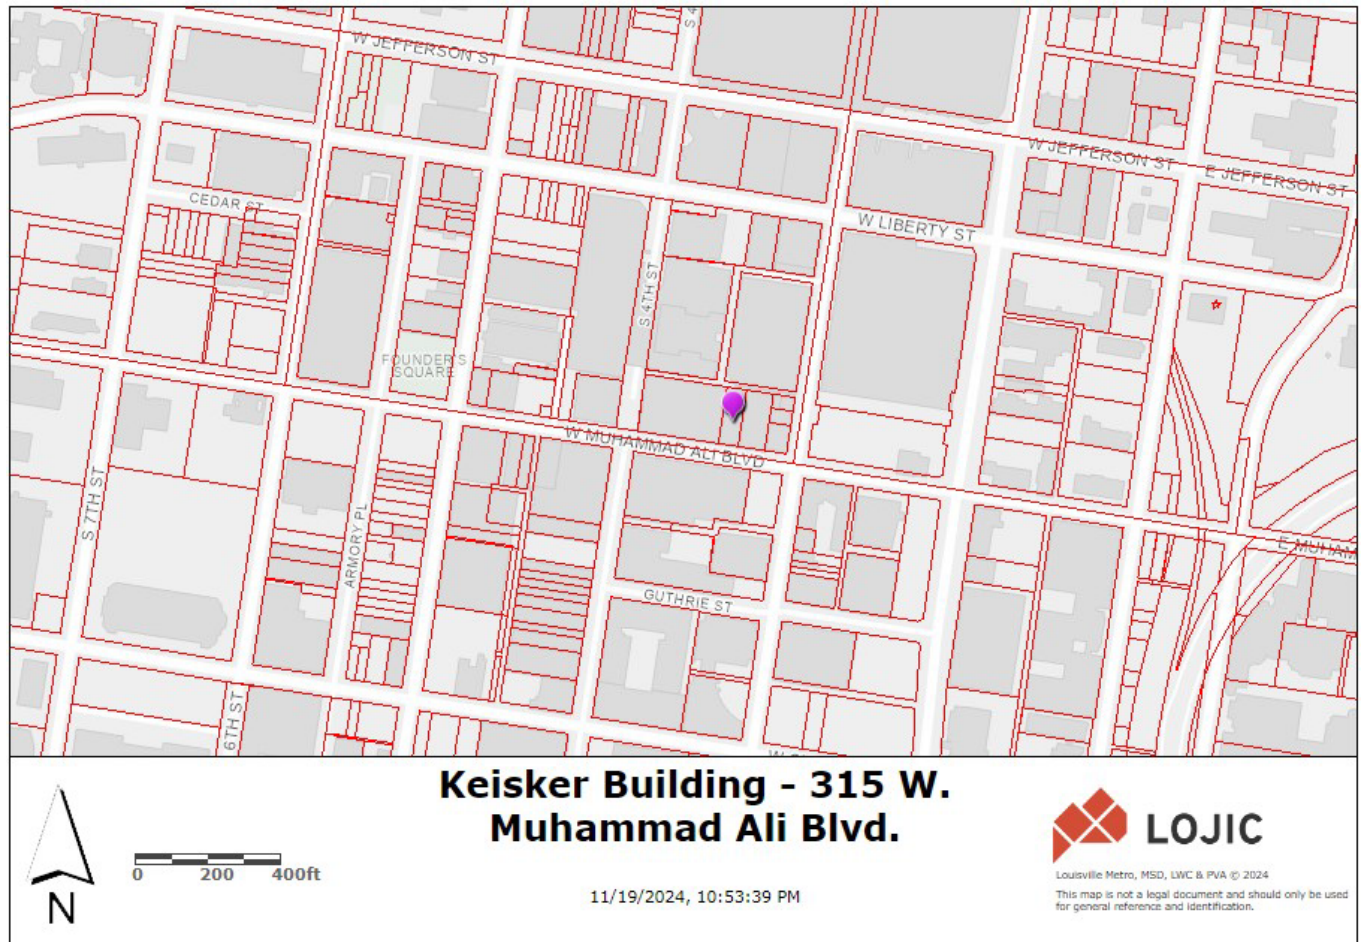 S 4
W JEFFERSON ST
W JEFFERSON ST
E JEFFERSON ST
CEDAR ST
W LIBERTY ST
S 4TH ST
FOUNDER'S
SQUARE
W MUHAMMAD ALI BLVD
S 7TH ST
ARMORY PL
E MUHAM
GUTHRIE ST
6TH ST
Keisker Building - 315 W.
Muhammad Ali Blvd.
LOJIC
0 200 400ft
N
11/19/2024, 10:53:39 PM
Louisville Metro, MSD, LWC & PVA © 2024
This map is not a legal document and should only be used
for general reference and identification.